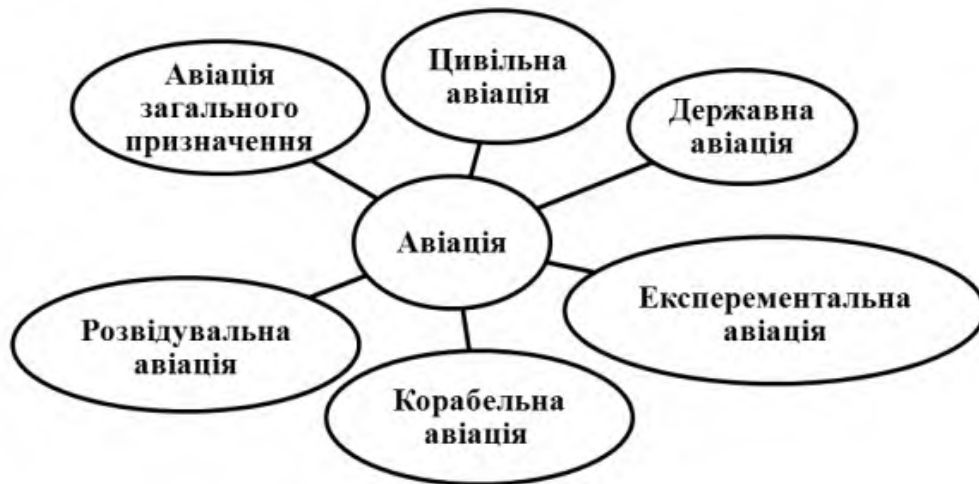 Авіація
загального
призначення
Цивільна
авіація
Державна
авіація
Авіація
Розвідувальна
авіація
Корабельна
авіація
Експерементальна
авіація